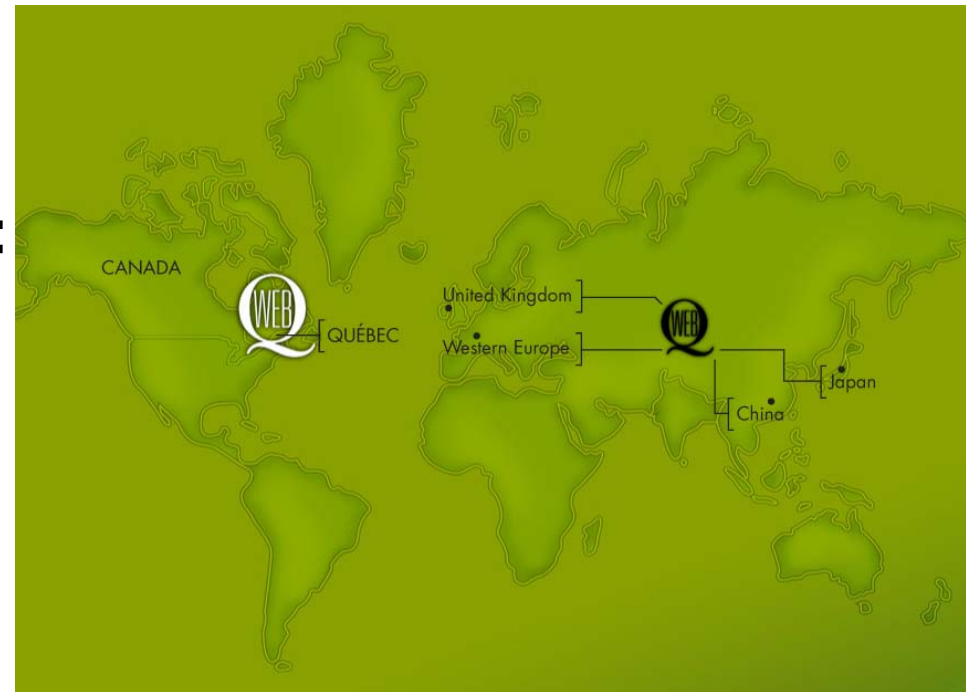 :
CANADA
Q WEB
QUÉBEC
United Kingdom
Western Europe
Q WEB
Japan
China